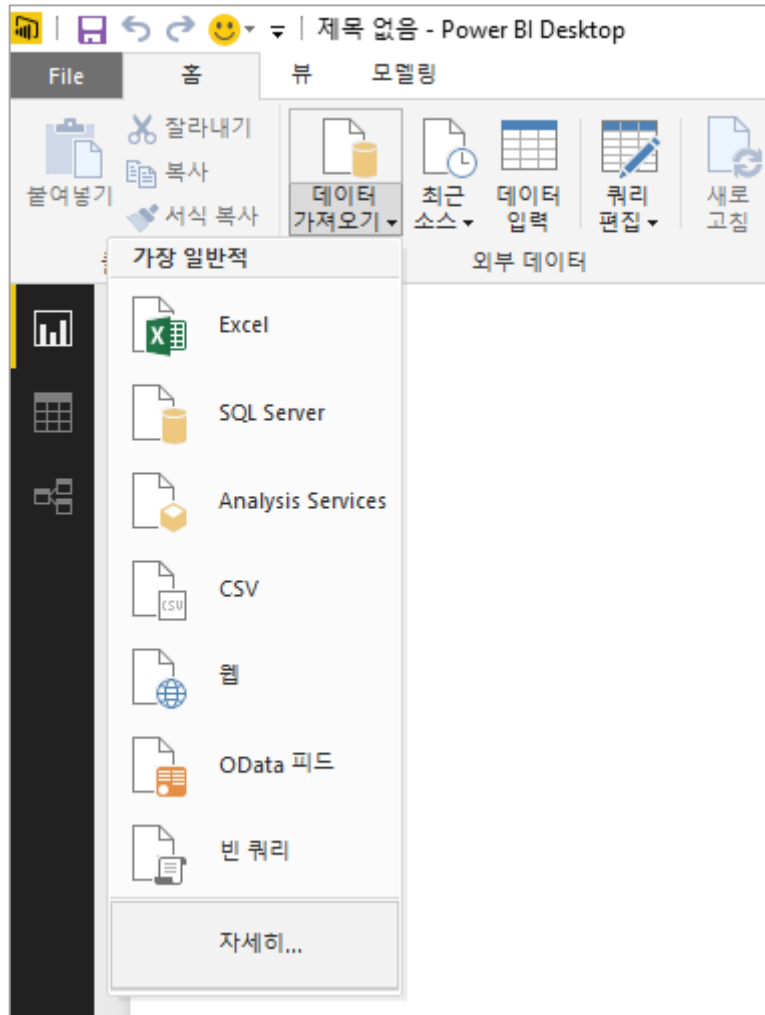 제목 없음 - Power BI Desktop
File 홈 뷰 모델링
잘라내기
복사
서식 복사
붙여넣기
데이터
가져오기
최근
소스
데이터
입력
쿼리
편집
새로
고침
외부 데이터
가장 일반적
Excel
SQL Server
Analysis Services
CSV
CSV
웹
OData 피드
빈 쿼리
자세히...